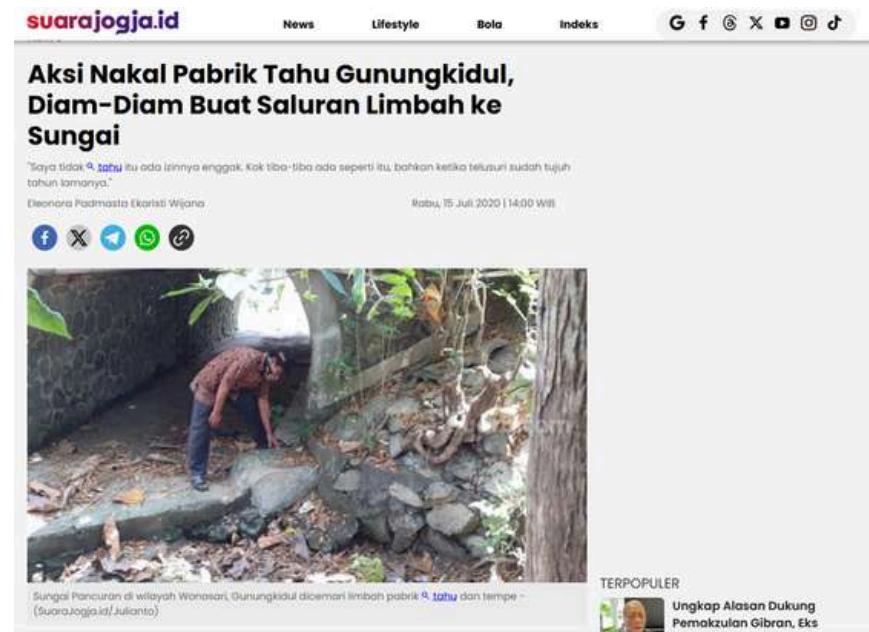 suarajogja.id
News
Lifestyle
Bola
Indeks
Aksi Nakal Pabrik Tahu Gunungkidul,
Diam-Diam Buat Saluran Limbah ke
Sungai
"Saya tidak tahu itu ada izinnya enggak. Kok tiba-tiba ada seperti itu, bahkan ketika telusuri sudah tujuh
tahun lamanya."
Eleonora Padmasta Ekaristi Wijana
Rabu, 15 Juli 2020 | 14:00 WIB
Sungai Pancuran di wilayah Wonosari, Gunungkidul dicemari limbah pabrik tahu dan tempe -
(SuaraJogja.id/Julianto)
TERPOPULER
Ungkap Alasan Dukung
Pemakzulan Gibran, Eks